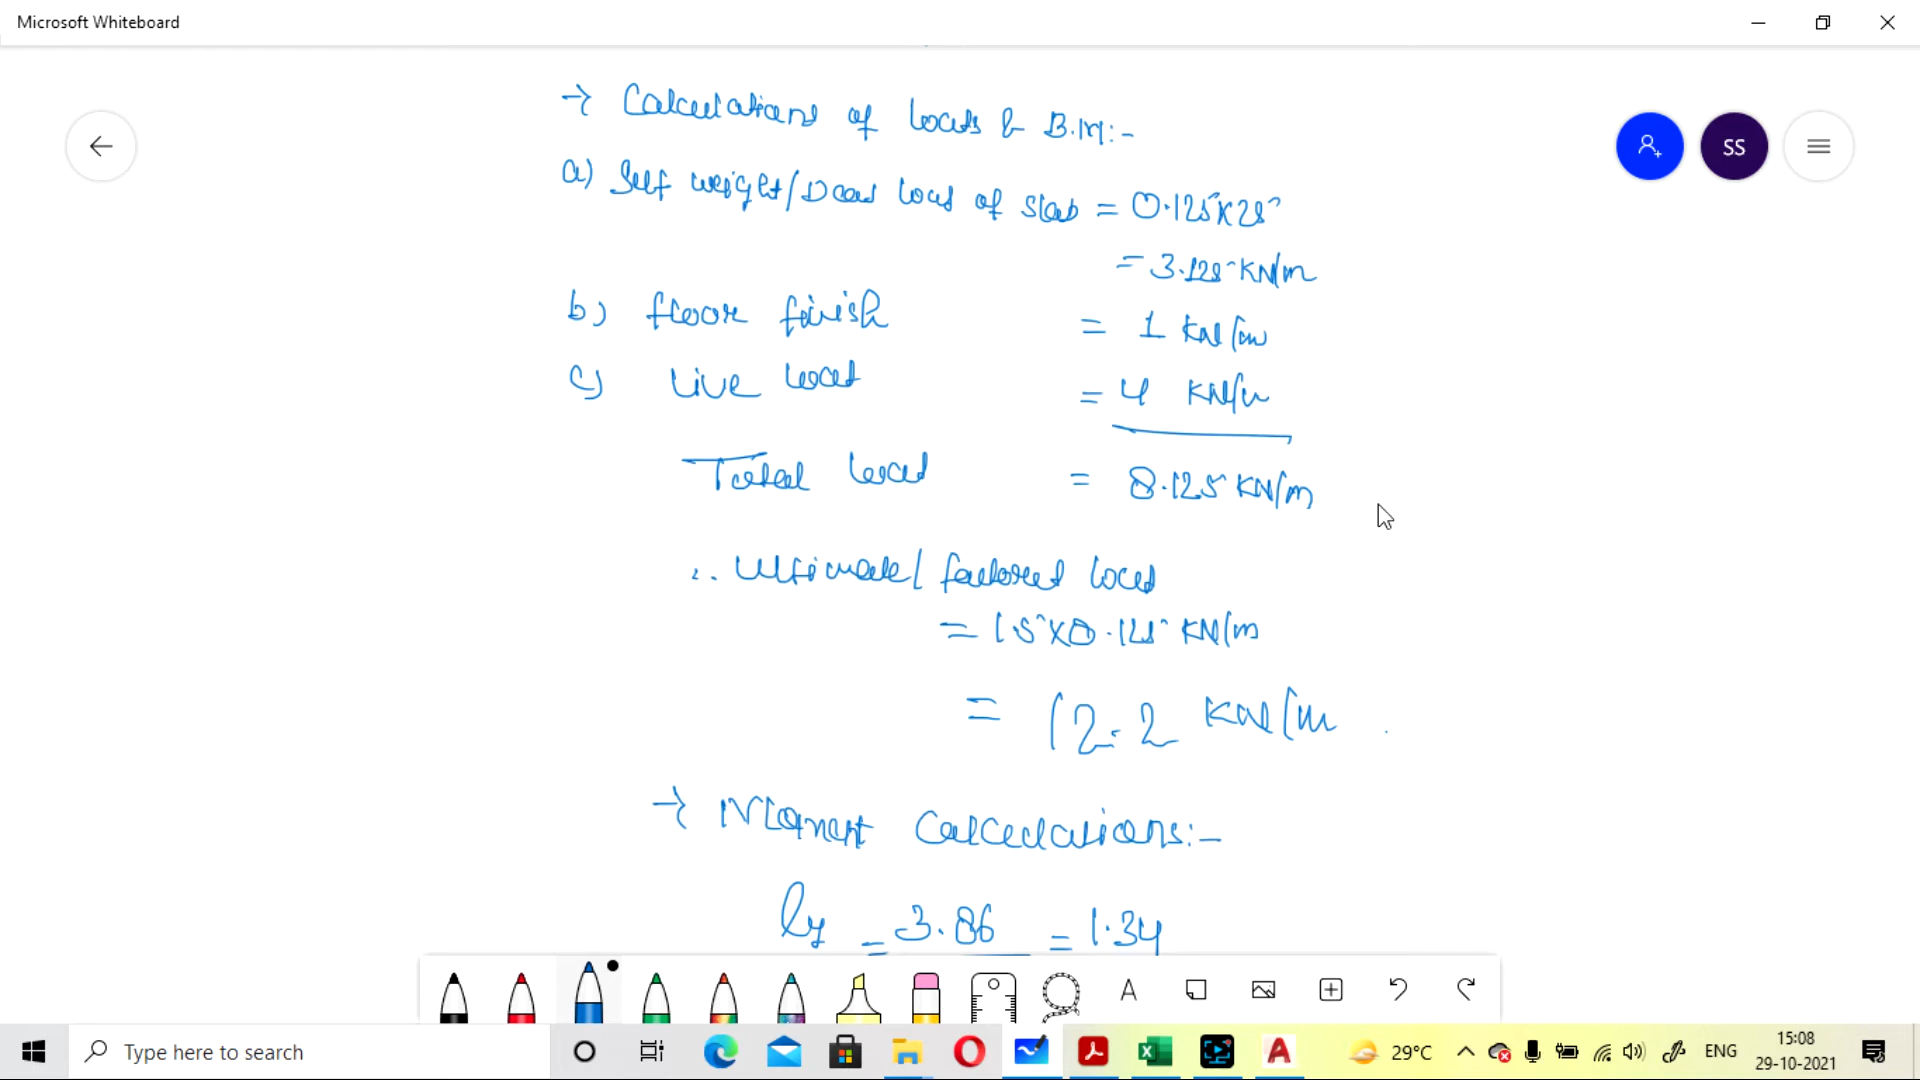 Microsoft Whiteboard
→ Calculations of loads & B.M:-
SS
a) Self weight/Dead load of slab = 0.125x25
= 3.125 KN/m
b) floor finish = 1 KN/m
c) Live load = 4 KN/m
Total load = 8.125 KN/m
∴ Ultimate/ factored load
= 1.5x8.125 KN/m
= 12.2 KN/m
→ Moment Calculations:-
ly = 3.86 = 1.34
A
Type here to search
29°C
ENG
15:08
29-10-2021